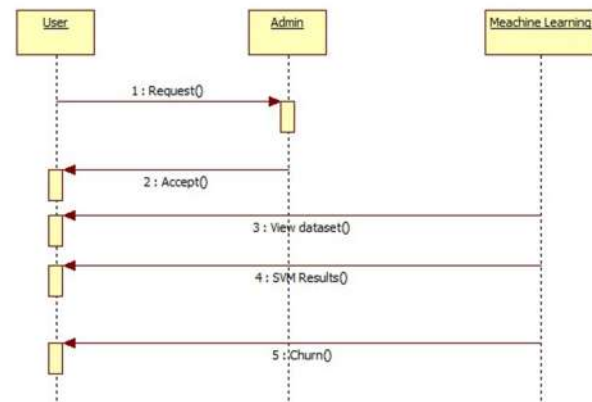 User
Admin
Meachine Learning
1 : Request()
2 : Accept()
3 : View dataset()
4 : SVM Results()
5 : Churn()